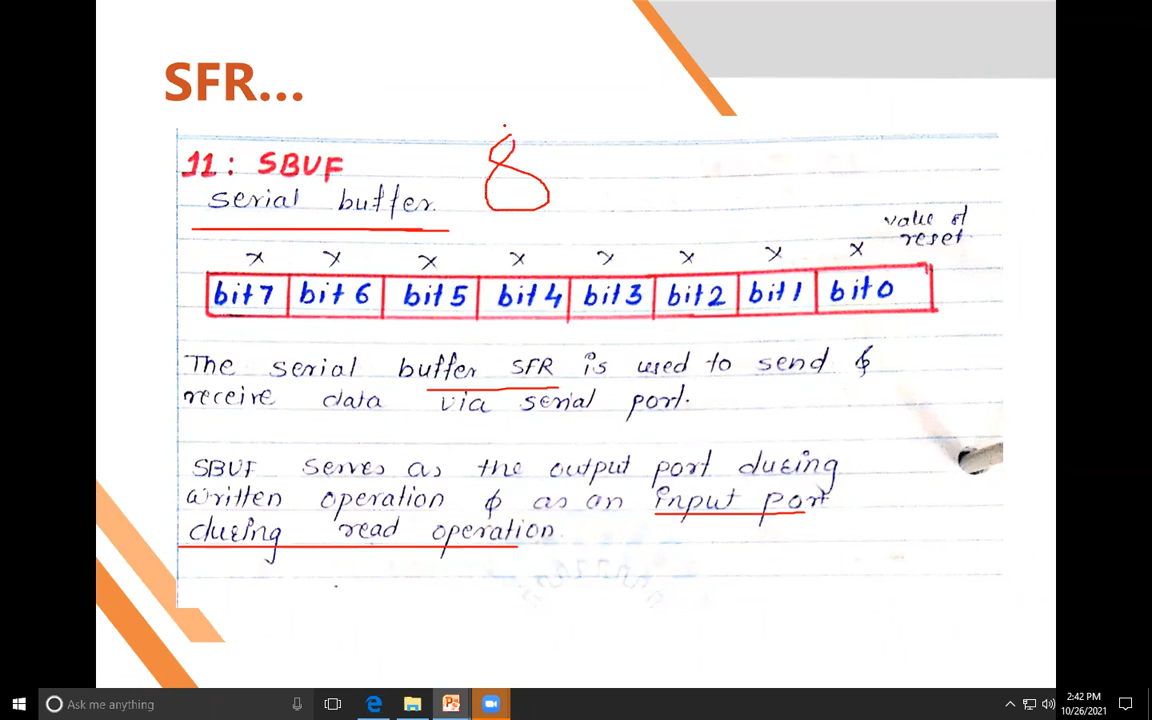 SFR...
11: SBUF
8
serial buffer.
value of
reset.
x x x x x x x x
bit7 bit 6 bit 5 bit 4 bit 3 bit 2 bit 1 bit 0
The serial buffer SFR is used to send &
receive data via serial port.
SBUF serves as the output port during
written operation & as an input port
during read operation.
Ask me anything
2:42 PM
10/26/2021